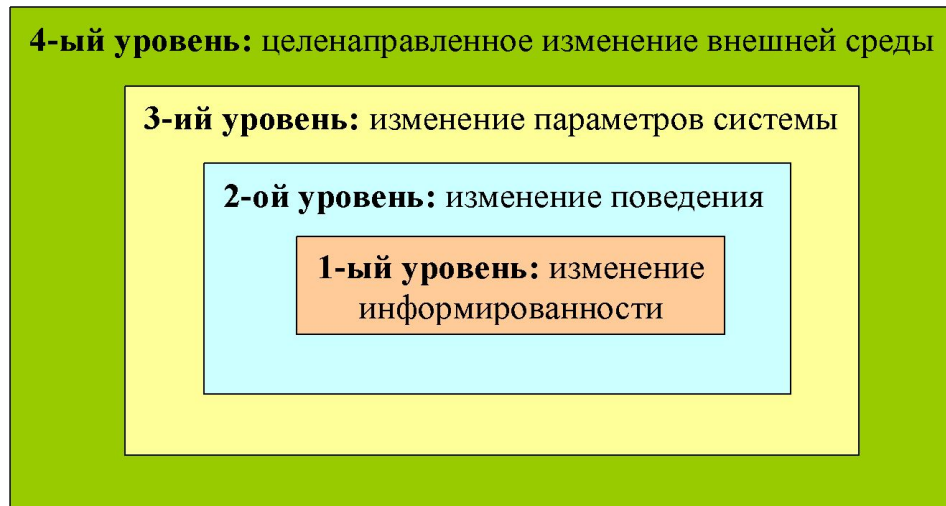 4-ый уровень: целенаправленное изменение внешней среды
3-ий уровень: изменение параметров системы
2-ой уровень: изменение поведения
1-ый уровень: изменение
информированности